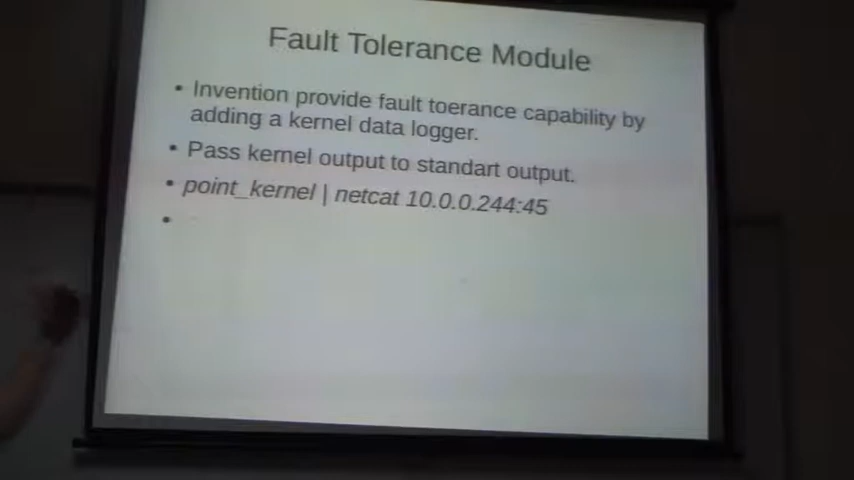 Fault Tolerance Module
• Invention provide fault toerance capability by
adding a kernel data logger.
• Pass kernel output to standart output.
• point_kernel | netcat 10.0.0.244:45
•